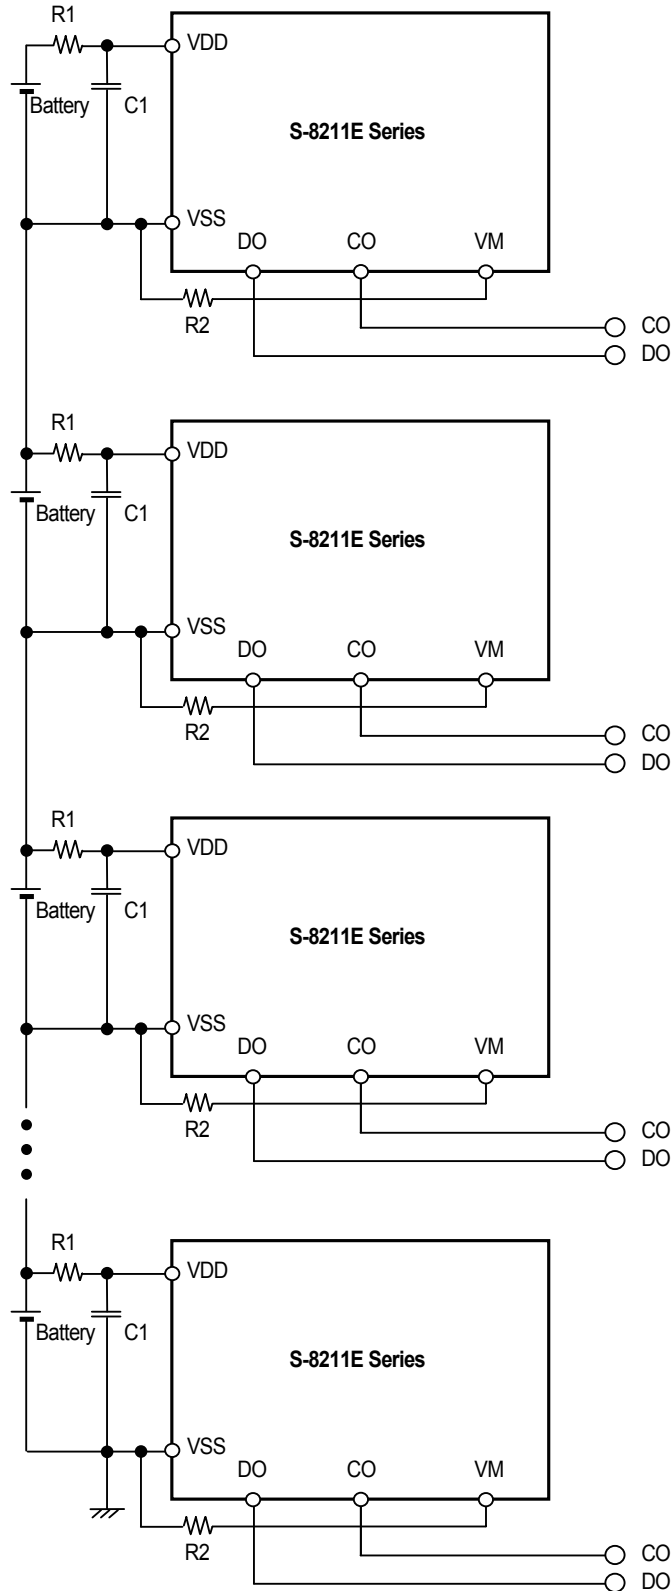 R1
VDD
Battery
C1
S-8211E Series
VSS
DO
CO
VM
R2
CO
DO
R1
VDD
Battery
C1
S-8211E Series
VSS
DO
CO
VM
R2
CO
DO
R1
VDD
Battery
C1
S-8211E Series
VSS
DO
CO
VM
R2
CO
DO
R1
VDD
Battery
C1
S-8211E Series
VSS
DO
CO
VM
R2
CO
DO